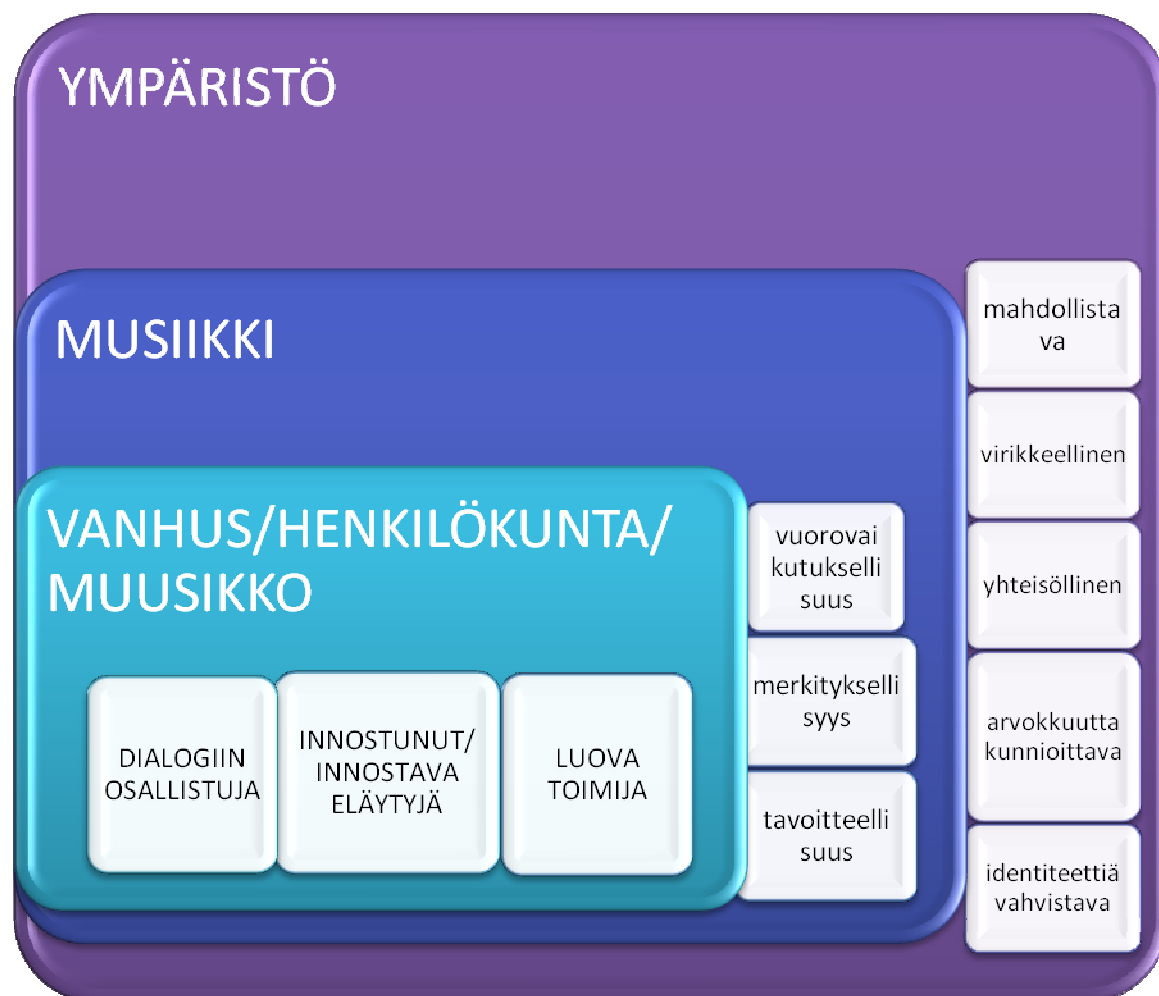 YMPÄRISTÖ
MUSIIKKI
VANHUS/HENKILÖKUNTA/
MUUSIKKO
DIALOGIIN
OSALLISTUJA
INNOSTUNUT/
INNOSTAVA
ELÄYTYJÄ
LUOVA
TOIMIJA
vuorovai
kutukselli
suus
merkitykselli
syys
tavoitteelli
suus
mahdollista
va
virikkeellinen
yhteisöllinen
arvokkuutta
kunnioittava
identiteettiä
vahvistava